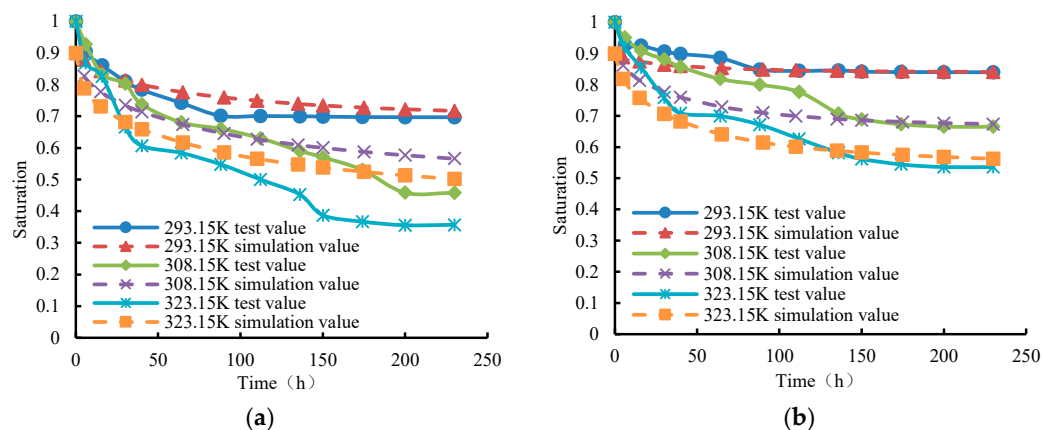 1
0.9
0.8
0.7
0.6
0.5
0.4
0.3
0.2
0.1
0
Saturation
293.15K test value
293.15K simulation value
308.15K test value
308.15K simulation value
323.15K test value
323.15K simulation value
0 50 100 150 200 250
Time（h）
(a)
1
0.9
0.8
0.7
0.6
0.5
0.4
0.3
0.2
0.1
0
Saturation
293.15K test value
293.15K simulation value
308.15K test value
308.15K simulation value
323.15K test value
323.15K simulation value
0 50 100 150 200 250
Time（h）
(b)